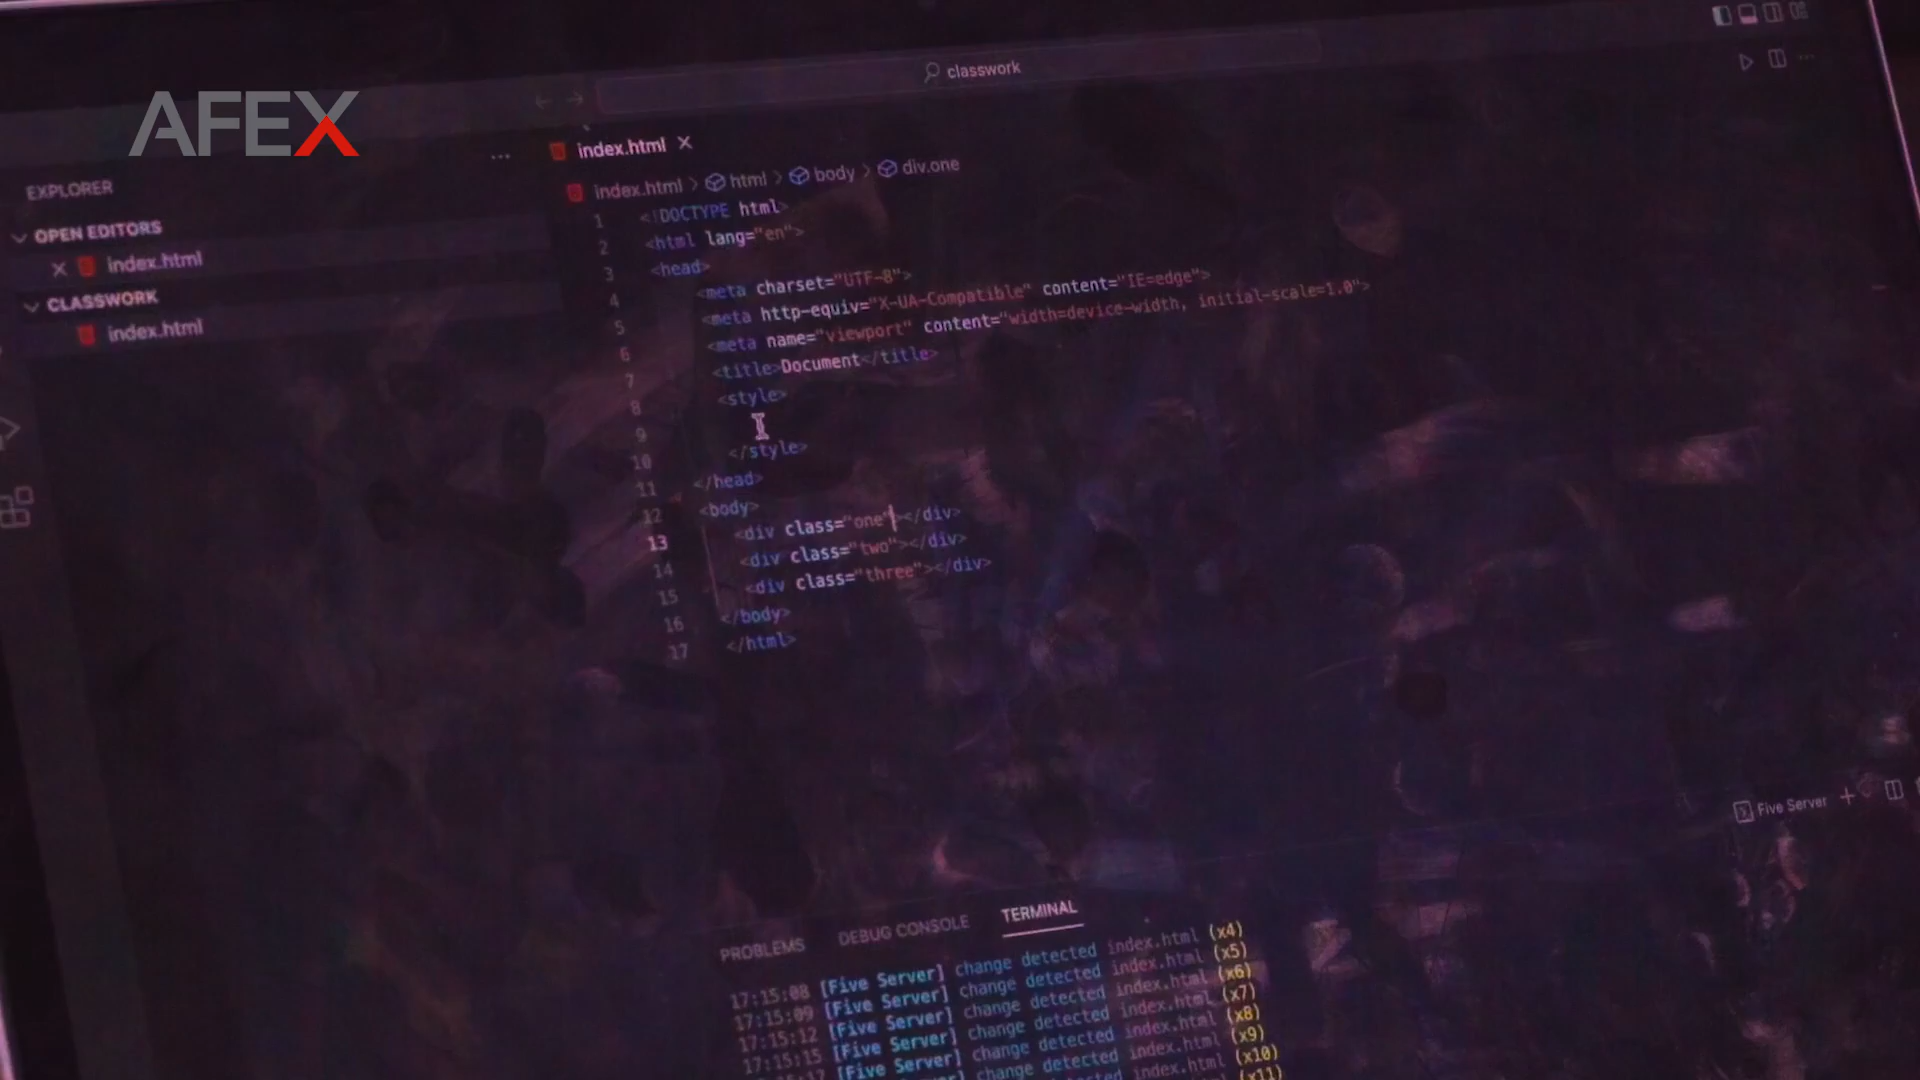 AFEX
classwork
EXPLORER
OPEN EDITORS
index.html
CLASSWORK
index.html
index.html
index.html > html > body > div.one
1 <!DOCTYPE html>
2 <html lang="en">
3 <head>
4 <meta charset="UTF-8">
5 <meta http-equiv="X-UA-Compatible" content="IE=edge">
6 <meta name="viewport" content="width=device-width, initial-scale=1.0">
7 <title>Document</title>
8 <style>
9
10 </style>
11 </head>
12 <body>
13 <div class="one"></div>
14 <div class="two"></div>
15 <div class="three"></div>
16 </body>
17 </html>
Five Server
PROBLEMS DEBUG CONSOLE TERMINAL
17:15:08 [Five Server] change detected index.html (x4)
17:15:09 [Five Server] change detected index.html (x5)
17:15:12 [Five Server] change detected index.html (x6)
17:15:15 [Five Server] change detected index.html (x7)
[Five Server] change detected index.html (x8)
change detected index.html (x9)
(x10)
(x11)